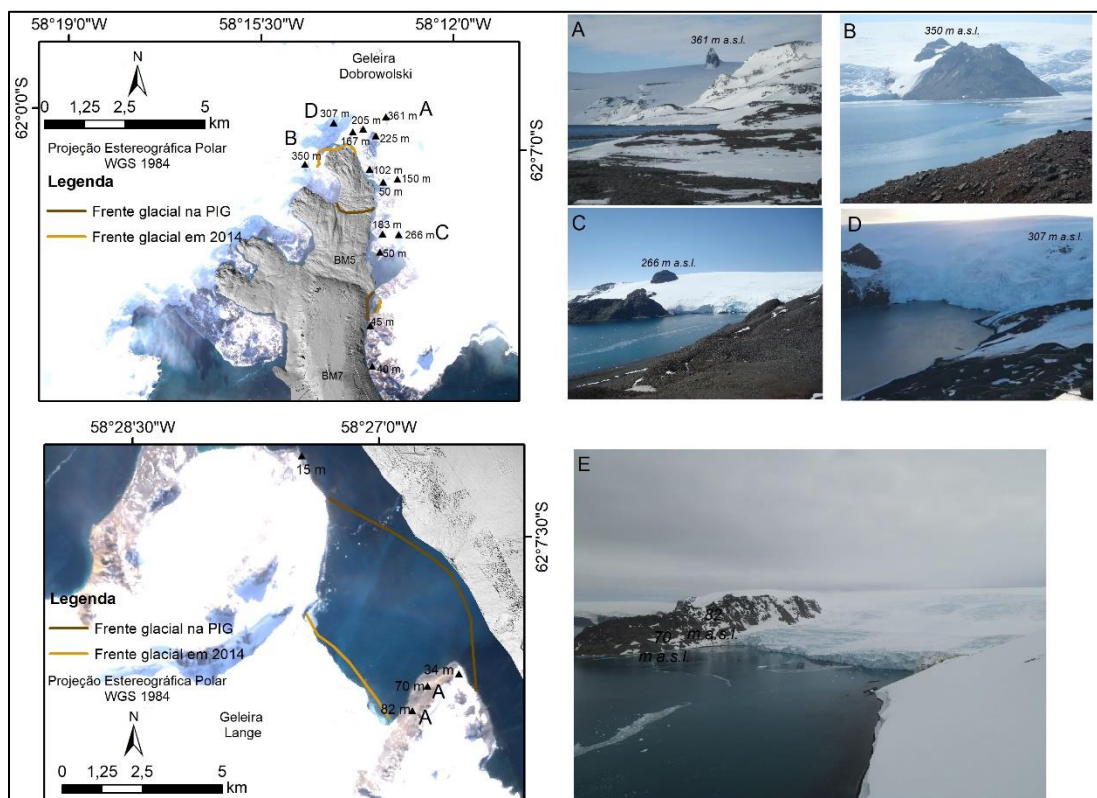 58°19'0"W
58°15'30"W
58°12'0"W
N
Geleira
Dobrowolski
0 1,25 2,5 5
km
Projeção Estereográfica Polar
WGS 1984
Legenda
Frente glacial na PIG
Frente glacial em 2014
62°0'0"S
62°7'0"S
D
307 m
205 m
361 m
A
167 m
225 m
B
350 m
102 m
150 m
50 m
183 m
266 m
C
50 m
BM5
45 m
40 m
BM7
A
361 m a.s.l.
B
350 m a.s.l.
C
266 m a.s.l.
D
307 m a.s.l.
58°28'30"W
58°27'0"W
15 m
62°7'30"S
Legenda
Frente glacial na PIG
Frente glacial em 2014
Projeção Estereográfica Polar
WGS 1984
N
Geleira
Lange
34 m
70 m
A
82 m
A
0 1,25 2,5 5
km
E
82
m a.s.l.
70
m a.s.l.